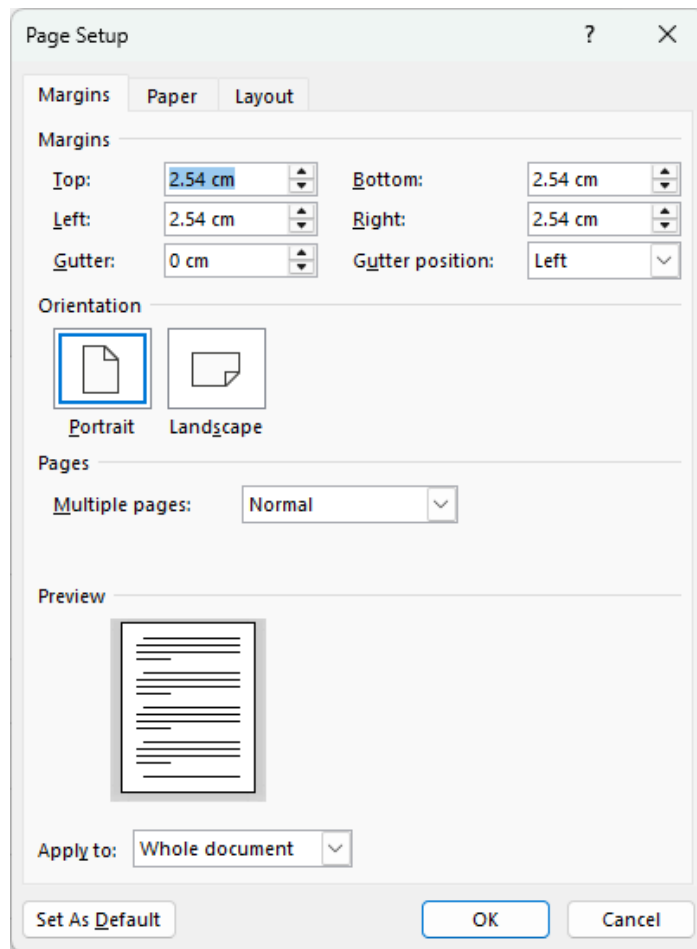 Page Setup ?
Margins Paper Layout
Margins
Top: 2.54 cm Bottom: 2.54 cm
Left: 2.54 cm Right: 2.54 cm
Gutter: 0 cm Gutter position: Left
Orientation
Portrait Landscape
Pages
Multiple pages: Normal
Preview
Apply to: Whole document
Set As Default OK Cancel